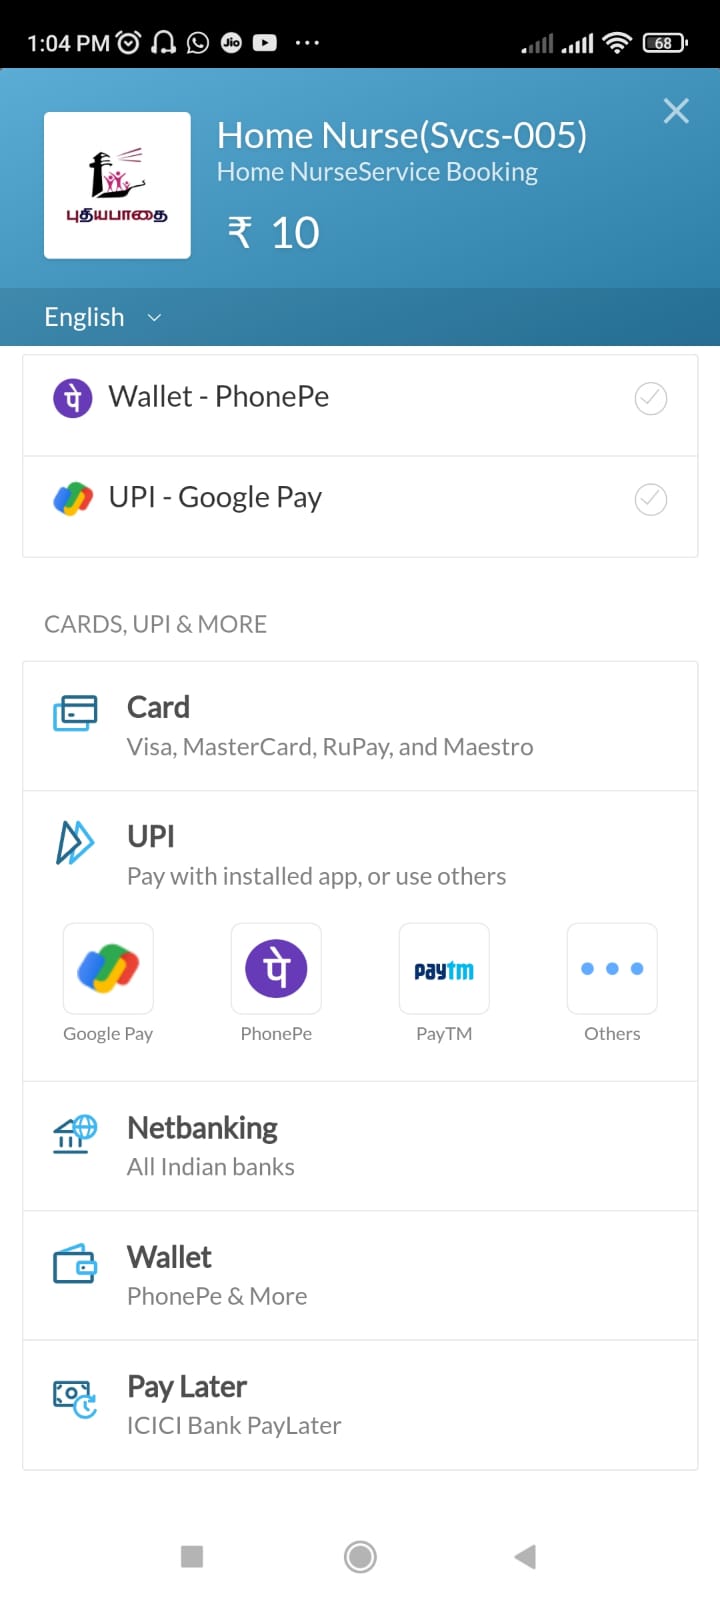 1:04 PM
Jio
68
Home Nurse(Svcs-005)
Home NurseService Booking
₹ 10
புதியபாதை
English
पे Wallet - PhonePe
UPI - Google Pay
CARDS, UPI & MORE
Card
Visa, MasterCard, RuPay, and Maestro
UPI
Pay with installed app, or use others
पे
paytm
Google Pay
PhonePe
PayTM
Others
Netbanking
All Indian banks
Wallet
PhonePe & More
Pay Later
ICICI Bank PayLater